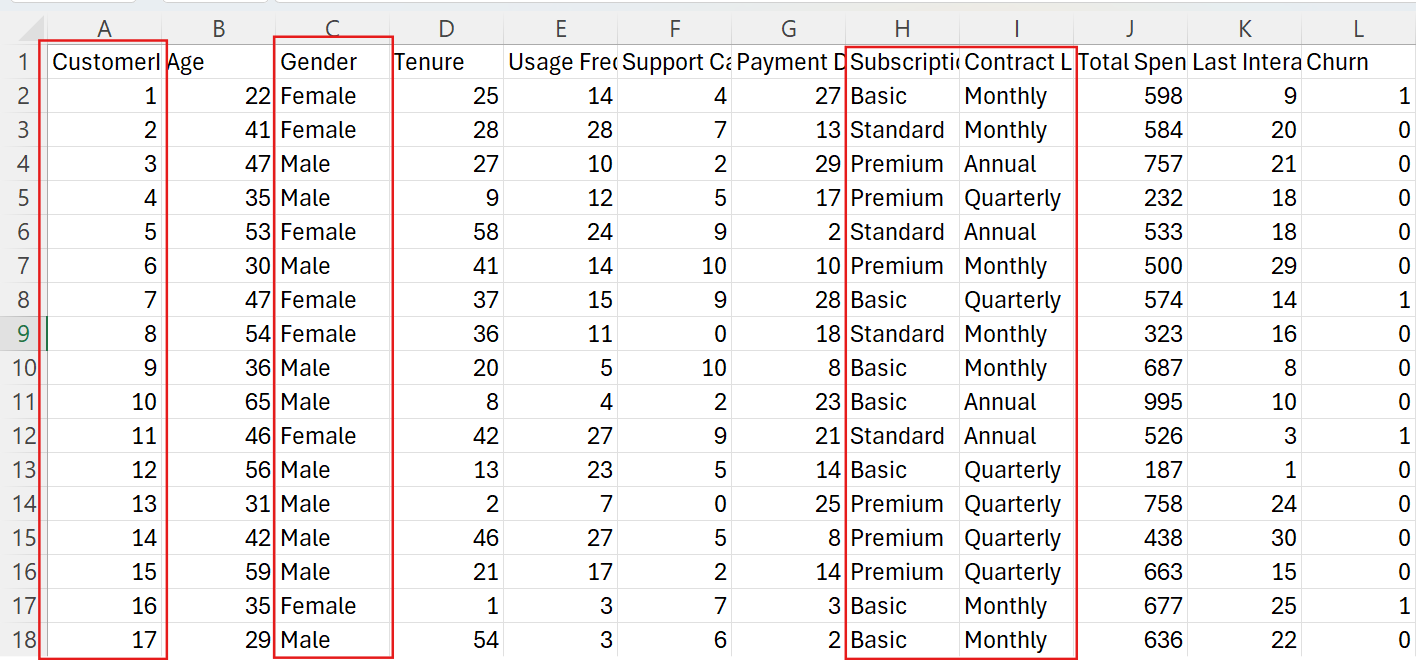 A B C D E F G H I J K L
1 CustomerI Age Gender Tenure Usage Frec Support Ca Payment D Subscriptic Contract L Total Spen Last Intera Churn
2 1 22 Female 25 14 4 27 Basic Monthly 598 9 1
3 2 41 Female 28 28 7 13 Standard Monthly 584 20 0
4 3 47 Male 27 10 2 29 Premium Annual 757 21 0
5 4 35 Male 9 12 5 17 Premium Quarterly 232 18 0
6 5 53 Female 58 24 9 2 Standard Annual 533 18 0
7 6 30 Male 41 14 10 10 Premium Monthly 500 29 0
8 7 47 Female 37 15 9 28 Basic Quarterly 574 14 1
9 8 54 Female 36 11 0 18 Standard Monthly 323 16 0
10 9 36 Male 20 5 10 8 Basic Monthly 687 8 0
11 10 65 Male 8 4 2 23 Basic Annual 995 10 0
12 11 46 Female 42 27 9 21 Standard Annual 526 3 1
13 12 56 Male 13 23 5 14 Basic Quarterly 187 1 0
14 13 31 Male 2 7 0 25 Premium Quarterly 758 24 0
15 14 42 Male 46 27 5 8 Premium Quarterly 438 30 0
16 15 59 Male 21 17 2 14 Premium Quarterly 663 15 0
17 16 35 Female 1 3 7 3 Basic Monthly 677 25 1
18 17 29 Male 54 3 6 2 Basic Monthly 636 22 0